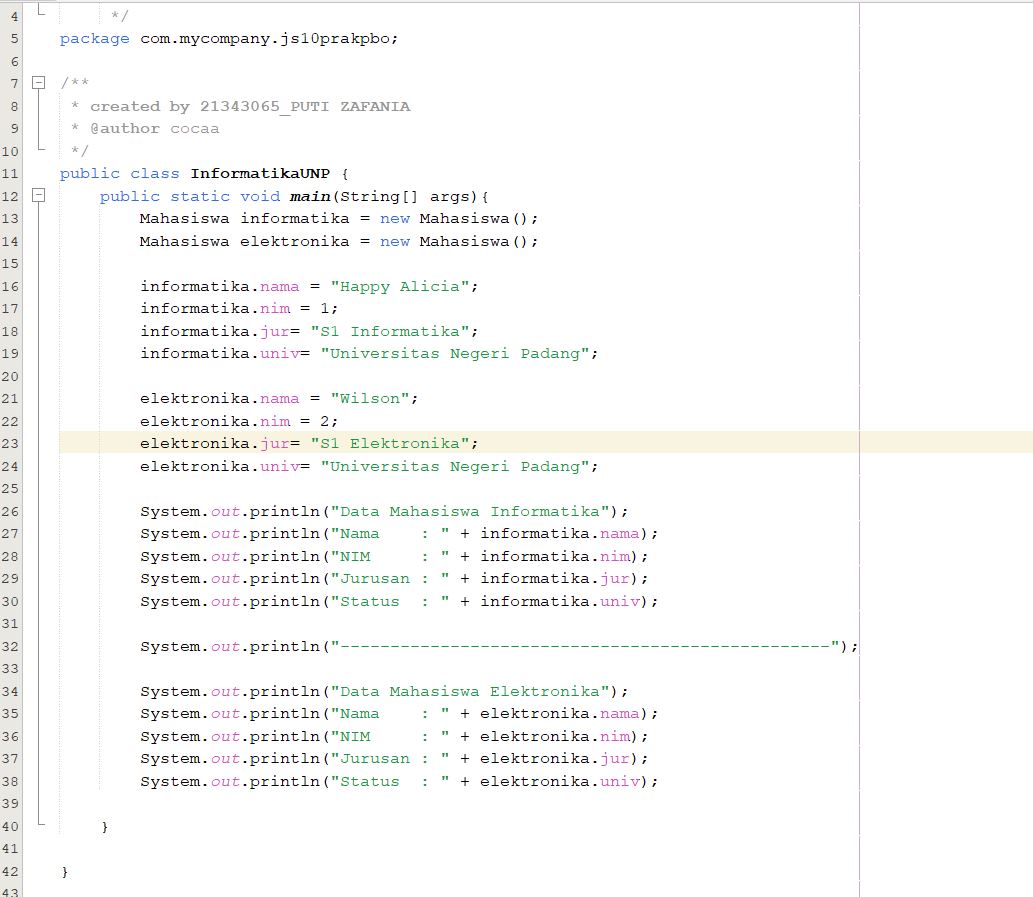 4 */
5 package com.mycompany.js10prakpbo;
6
7 /**
8 * created by 21343065_PUTI ZAFANIA
9 * @author cocaa
10 */
11 public class InformatikaUNP {
12 public static void main(String[] args){
13 Mahasiswa informatika = new Mahasiswa();
14 Mahasiswa elektronika = new Mahasiswa();
15
16 informatika.nama = "Happy Alicia";
17 informatika.nim = 1;
18 informatika.jur= "S1 Informatika";
19 informatika.univ= "Universitas Negeri Padang";
20
21 elektronika.nama = "Wilson";
22 elektronika.nim = 2;
23 elektronika.jur= "S1 Elektronika";
24 elektronika.univ= "Universitas Negeri Padang";
25
26 System.out.println("Data Mahasiswa Informatika");
27 System.out.println("Nama    : " + informatika.nama);
28 System.out.println("NIM     : " + informatika.nim);
29 System.out.println("Jurusan : " + informatika.jur);
30 System.out.println("Status  : " + informatika.univ);
31
32 System.out.println("-------------------------------------------------");
33
34 System.out.println("Data Mahasiswa Elektronika");
35 System.out.println("Nama    : " + elektronika.nama);
36 System.out.println("NIM     : " + elektronika.nim);
37 System.out.println("Jurusan : " + elektronika.jur);
38 System.out.println("Status  : " + elektronika.univ);
39
40 }
41
42 }
43